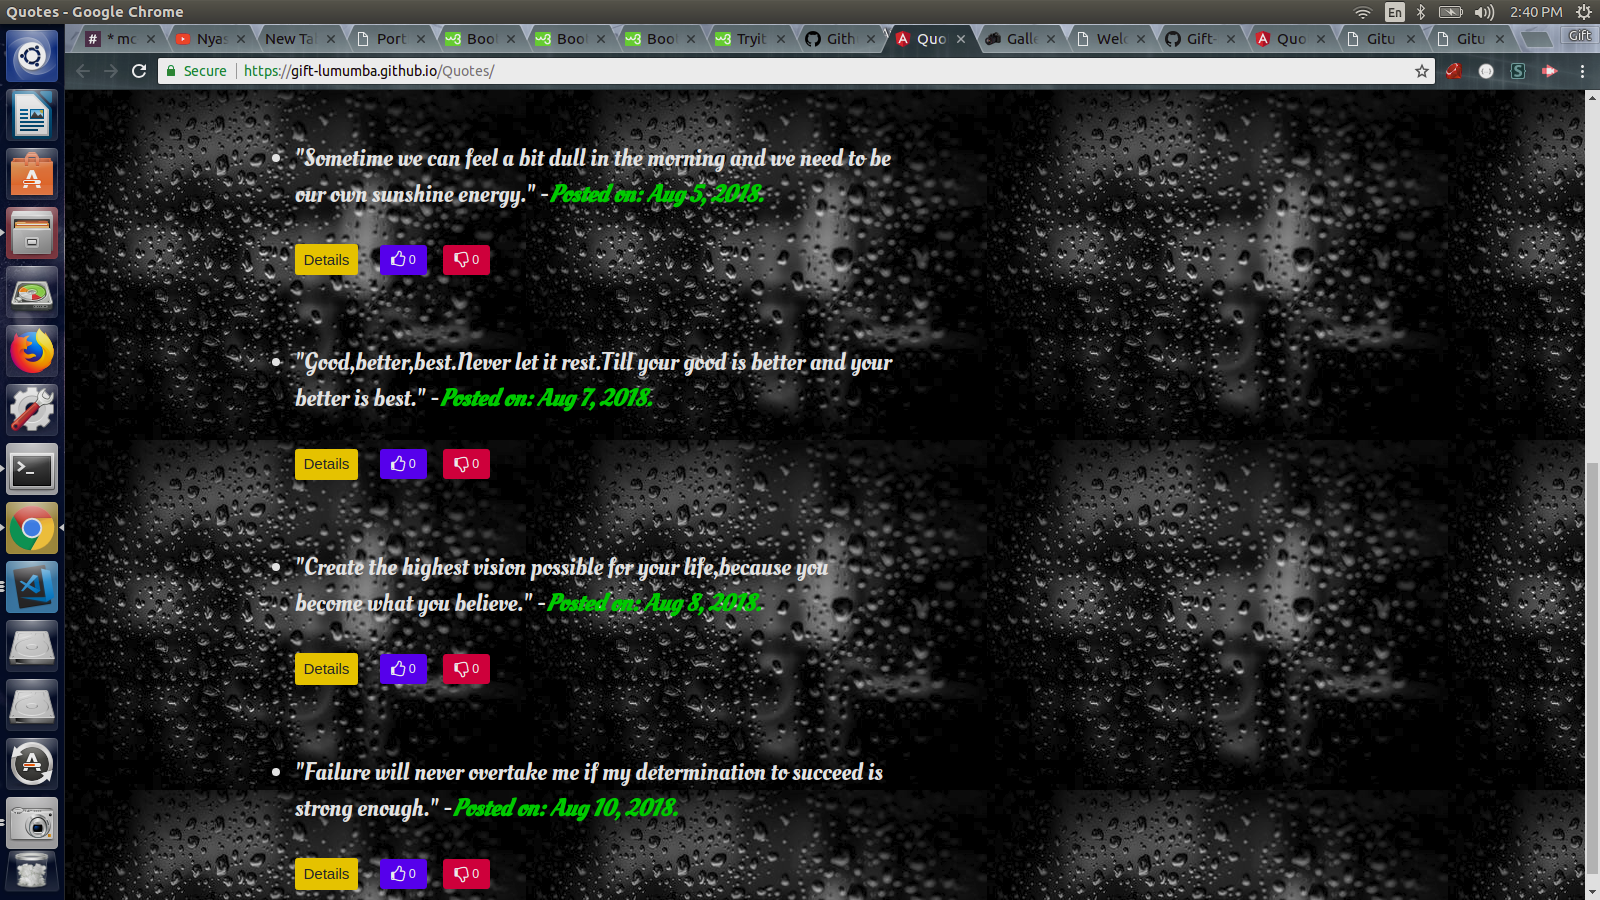 Quotes - Google Chrome
En
2:40 PM
* mc
Nyas
New Tab
Port
Boo
Boo
Boo
Tryit
Gith
Quo
Galle
Welc
Gift-
Quo
Gitu
Gitu
Gift
Secure
https://gift-lumumba.github.io/Quotes/
"Sometime we can feel a bit dull in the morning and we need to be
our own sunshine energy." - Posted on: Aug 5, 2018.
Details 0 0
"Good,better,best.Never let it rest.Till your good is better and your
better is best." - Posted on: Aug 7, 2018.
Details 0 0
"Create the highest vision possible for your life,because you
become what you believe." - Posted on: Aug 8, 2018.
Details 0 0
"Failure will never overtake me if my determination to succeed is
strong enough." - Posted on: Aug 10, 2018.
Details 0 0